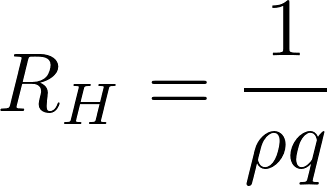 R_H = \frac{1}{\rho q}